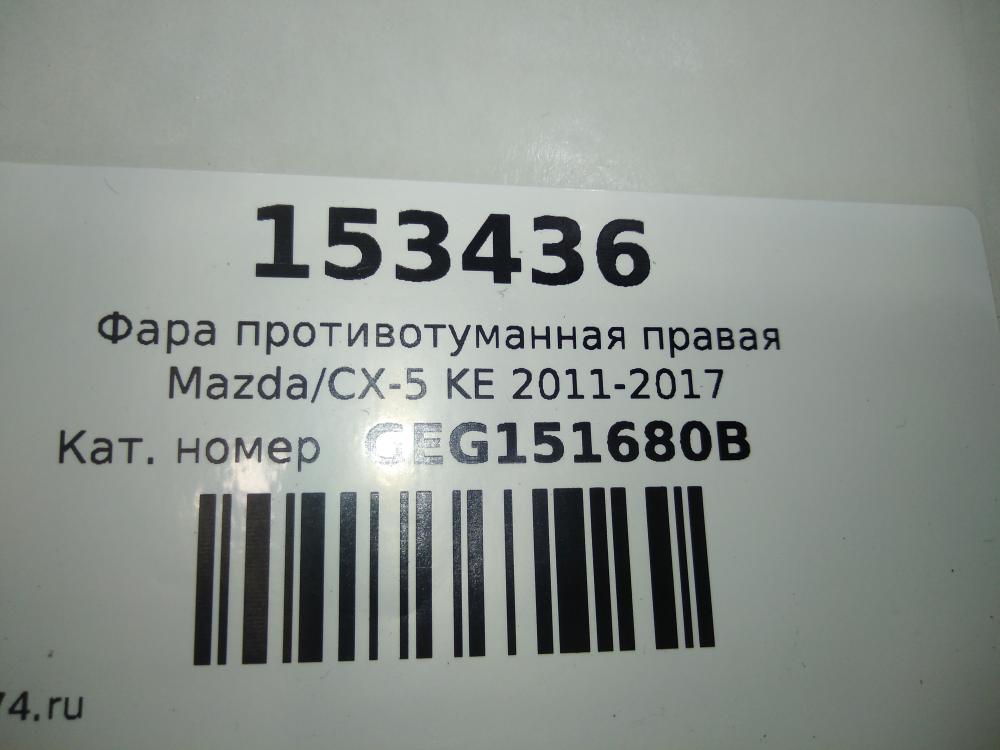 153436
Фара противотуманная правая
Mazda/CX-5 KE 2011-2017
Кат. номер GEG151680B
74.ru